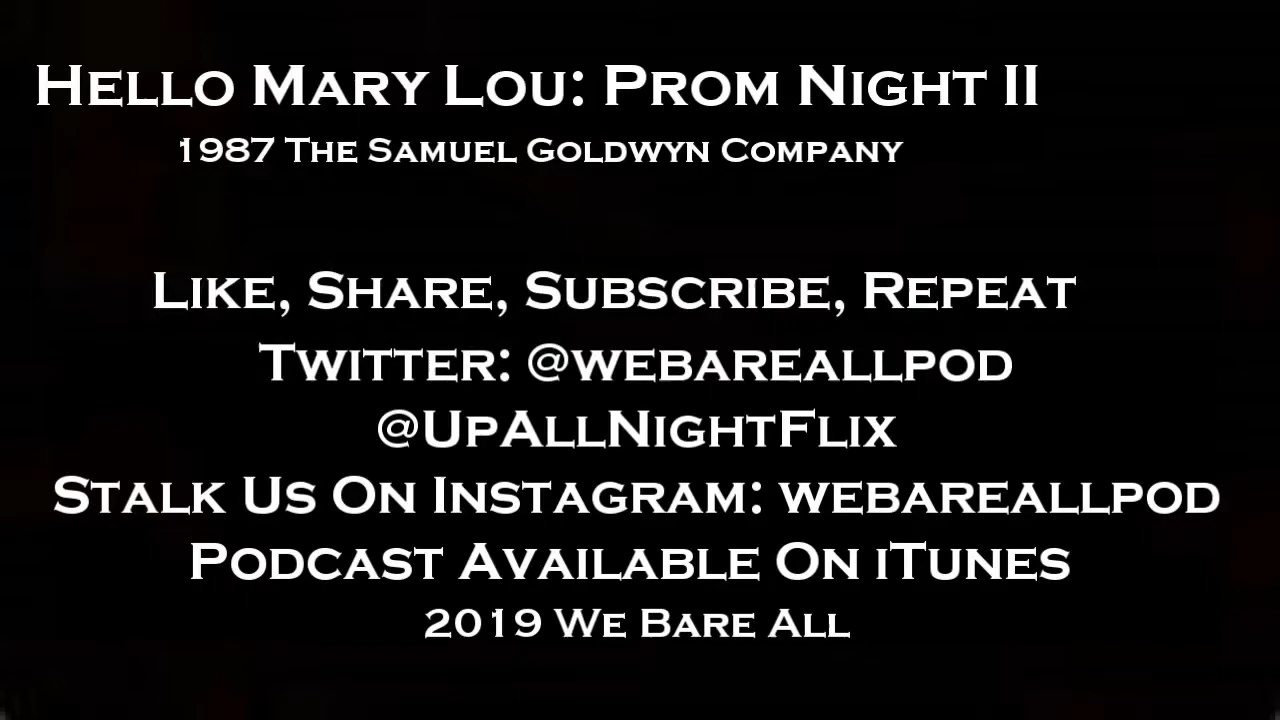 Hello Mary Lou: Prom Night II
1987 The Samuel Goldwyn Company
Like, Share, Subscribe, Repeat
Twitter: @webareallpod
@UpAllNightFlix
Stalk Us On Instagram: webareallpod
Podcast Available On iTunes
2019 We Bare All